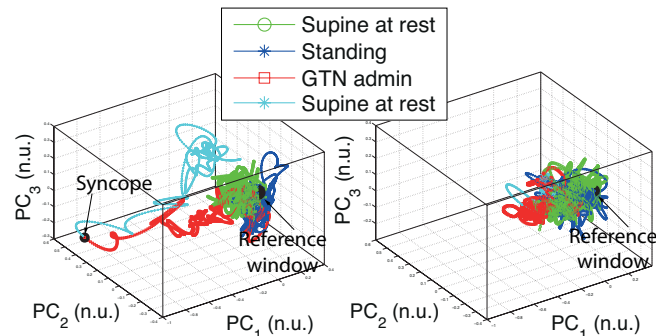 Supine at rest
Standing
GTN admin
Supine at rest
PC3 (n.u.)
Syncope
Reference
window
PC2 (n.u.)
PC1 (n.u.)
PC3 (n.u.)
Reference
window
PC2 (n.u.)
PC1 (n.u.)